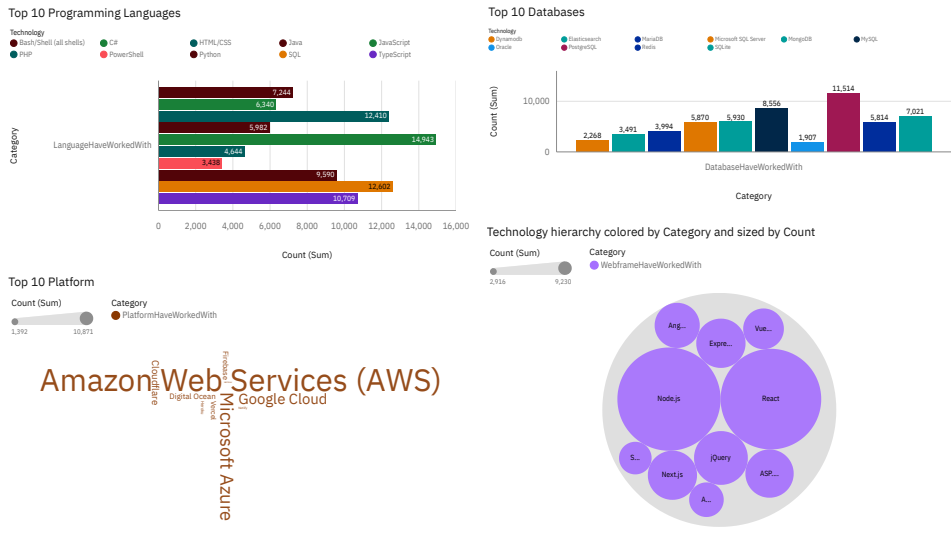 Top 10 Programming Languages
Technology
Bash/Shell (all shells) C# HTML/CSS Java JavaScript
PHP PowerShell Python SQL TypeScript
Category
LanguageHaveWorkedWith
7,244
6,340
12,410
5,982
14,943
4,644
3,438
9,590
12,602
10,709
0 2,000 4,000 6,000 8,000 10,000 12,000 14,000 16,000
Count (Sum)
Top 10 Databases
Technology
Dynamodb Elasticsearch MariaDB Microsoft SQL Server MongoDB MySQL
Oracle PostgreSQL Redis SQLite
Count (Sum)
10,000
0
2,268 3,491 3,994 5,870 5,930 8,556 1,907 11,514 5,814 7,021
DatabaseHaveWorkedWith
Category
Top 10 Platform
Count (Sum) Category
PlatformHaveWorkedWith
1,392 10,871
Amazon Web Services (AWS)
Cloudflare
Firebase
Digital Ocean
Vercel
Google Cloud
Microsoft Azure
Technology hierarchy colored by Category and sized by Count
Count (Sum) Category
WebframeHaveWorkedWith
2,916 9,230
Ang...
Expre...
Vue...
Node.js
React
S...
Next.js
jQuery
ASP....
A...